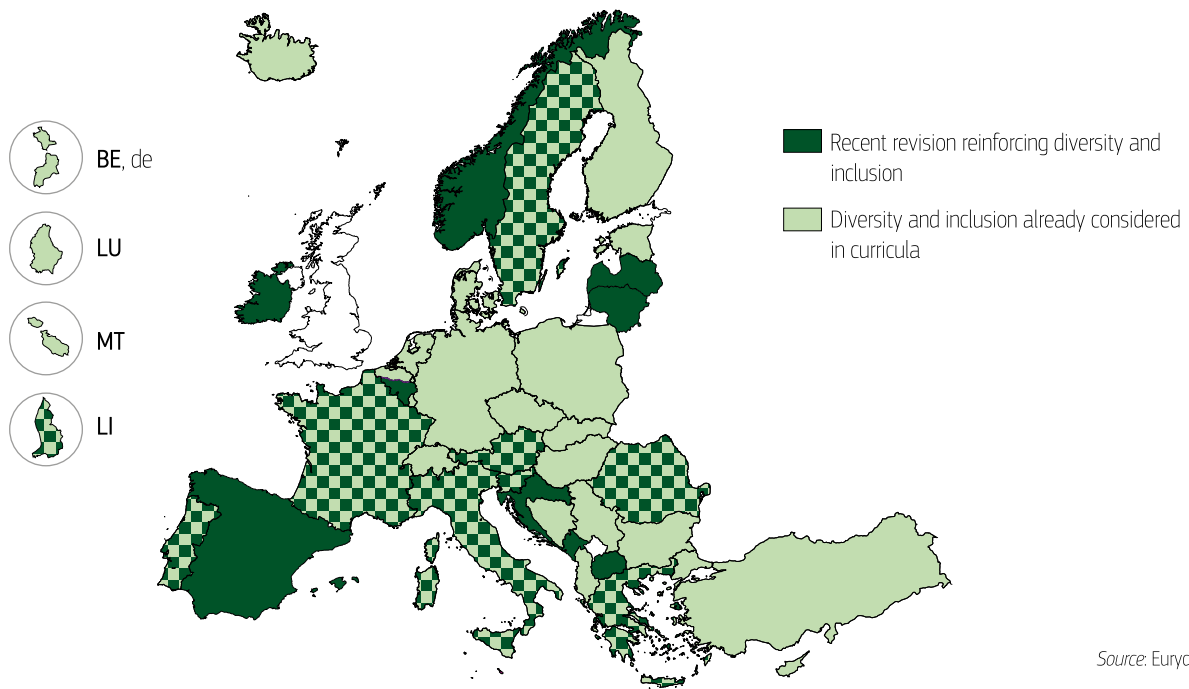 BE, de
LU
MT
LI
Recent revision reinforcing diversity and
inclusion
Diversity and inclusion already considered
in curricula
Source: Euryc